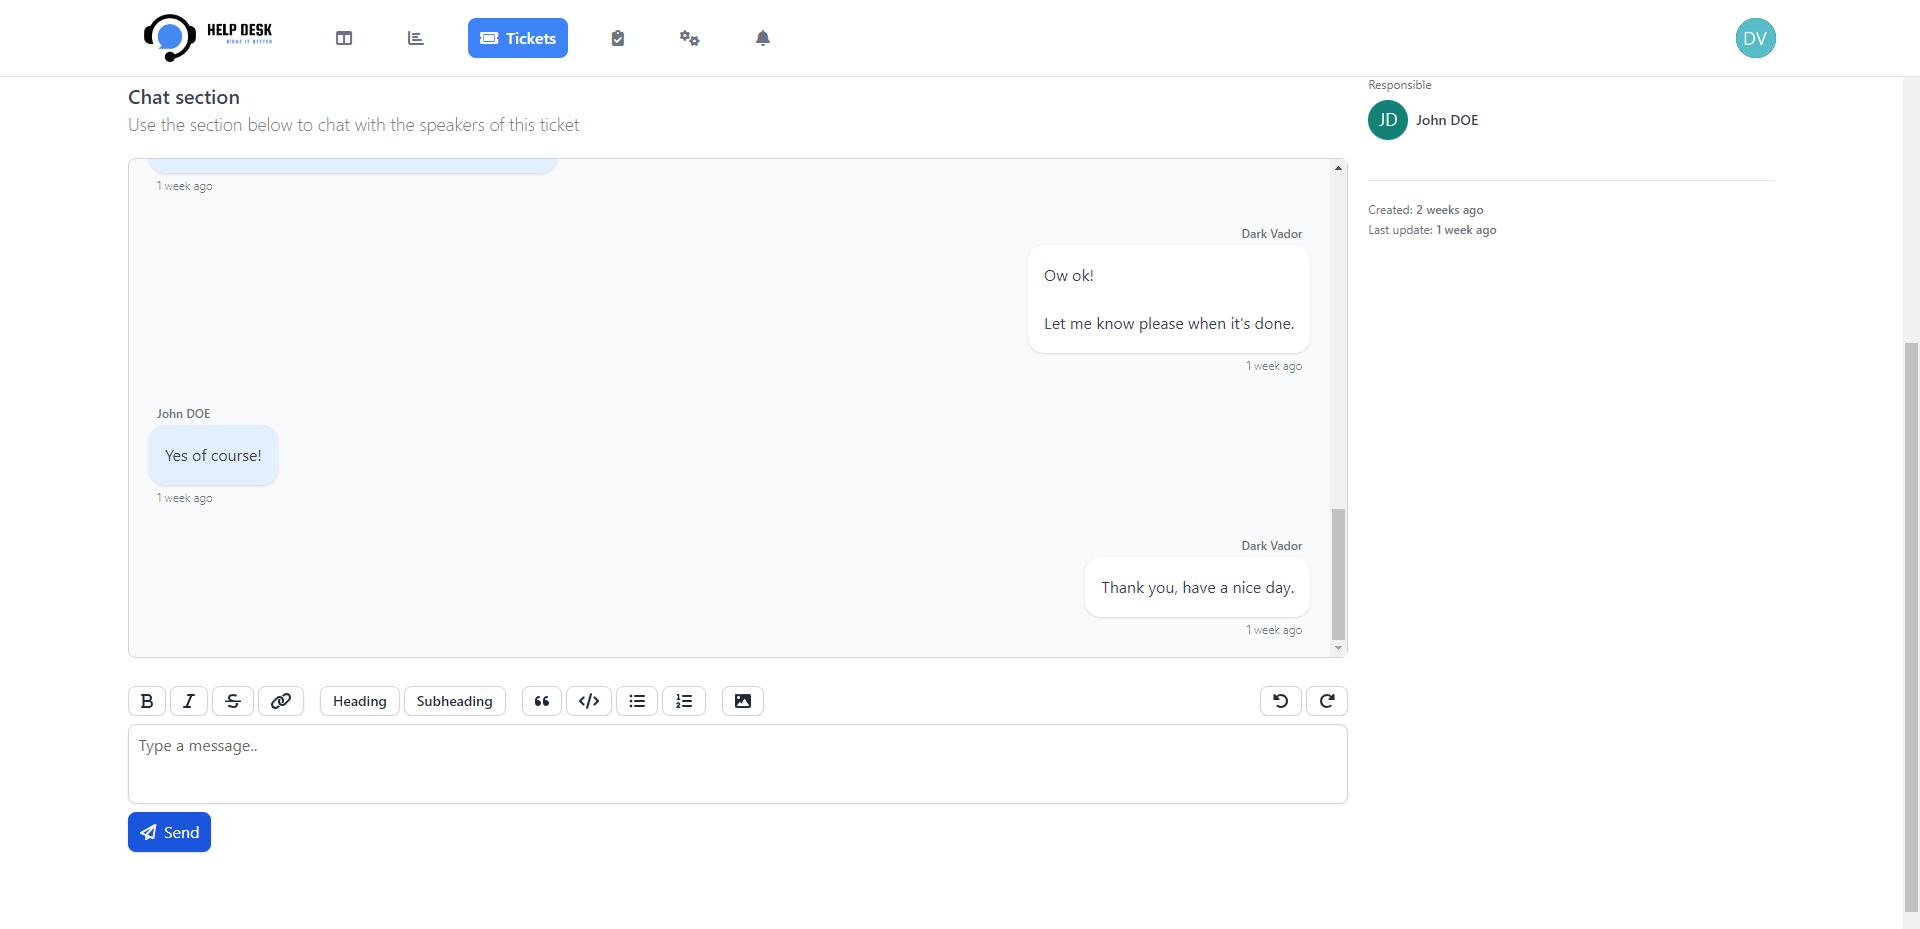 HELP DESK
Tickets
DV
Chat section
Use the section below to chat with the speakers of this ticket
1 week ago
Dark Vador
Ow ok!
Let me know please when it's done.
1 week ago
John DOE
Yes of course!
1 week ago
Dark Vador
Thank you, have a nice day.
1 week ago
B I S Heading Subheading
Type a message..
Send
Responsible
JD John DOE
Created: 2 weeks ago
Last update: 1 week ago